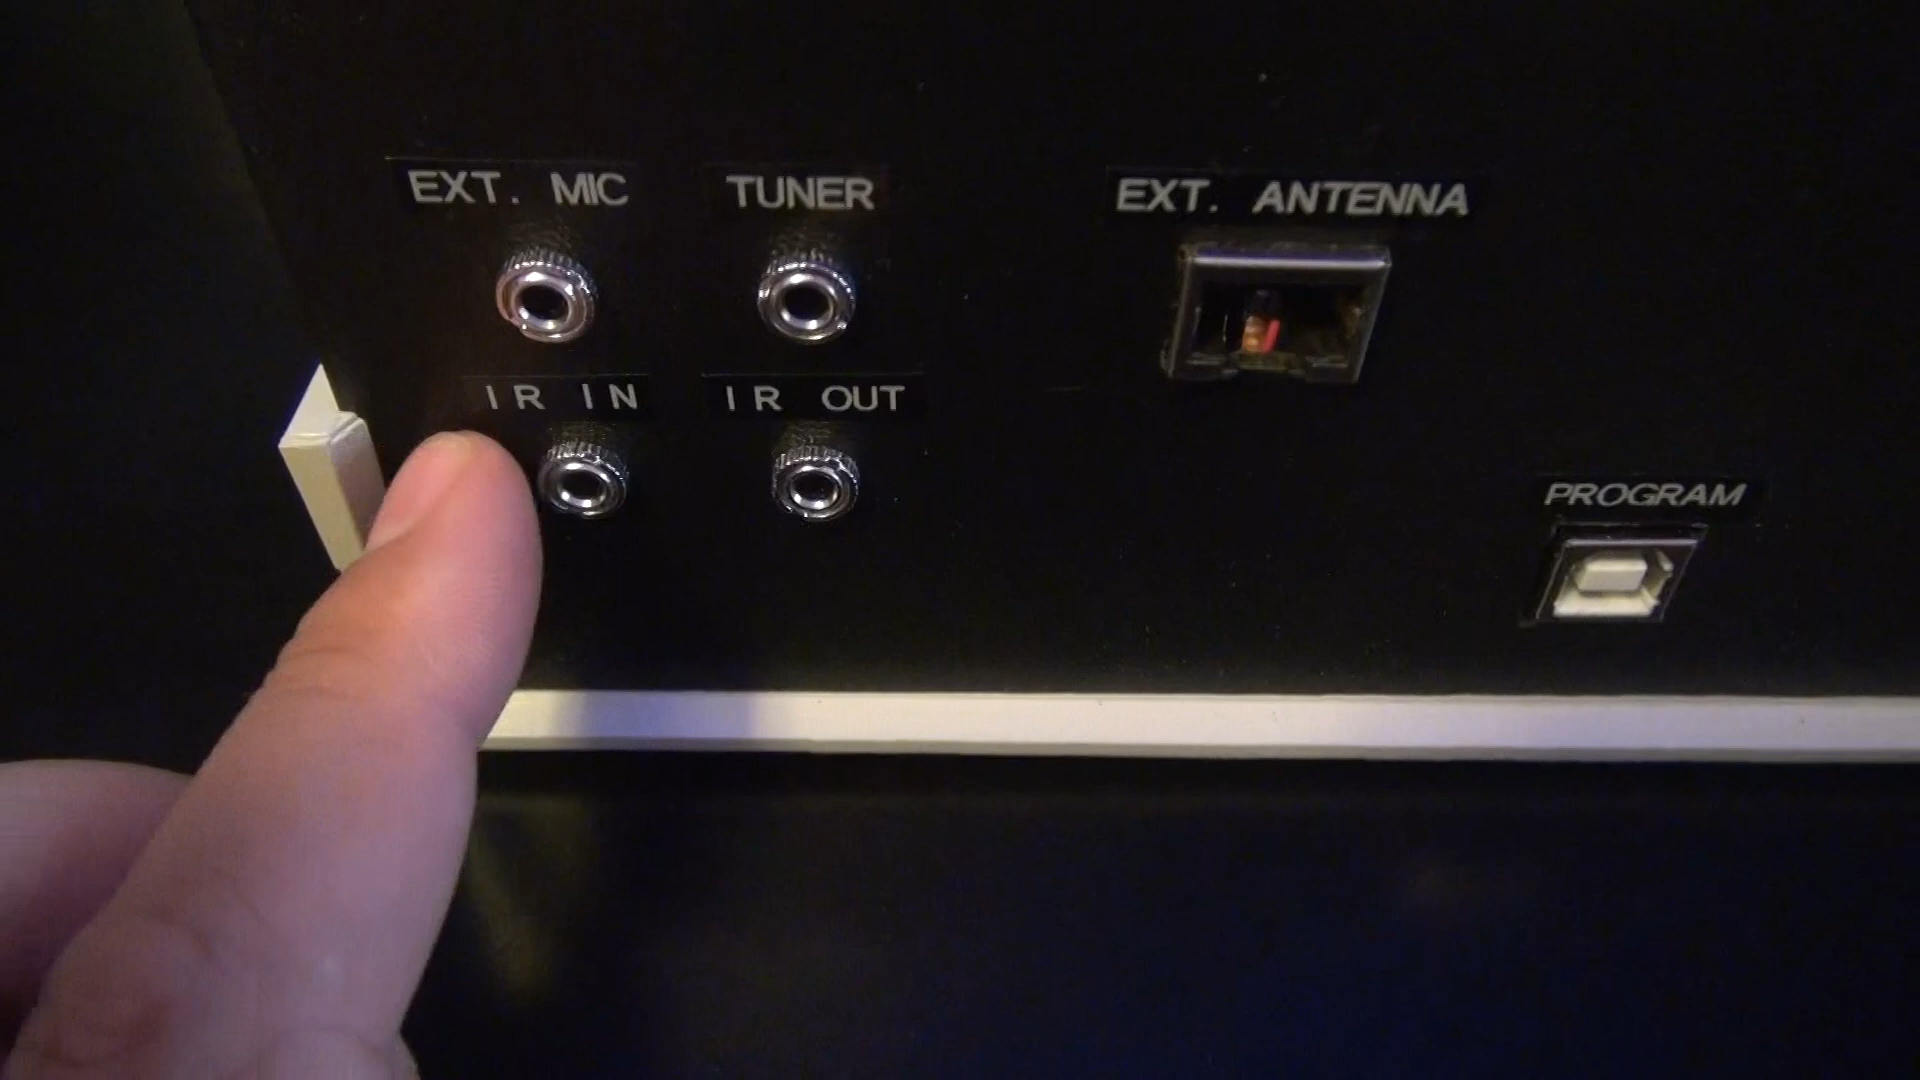 EXT. MIC
TUNER
EXT. ANTENNA
IR IN
IR OUT
PROGRAM